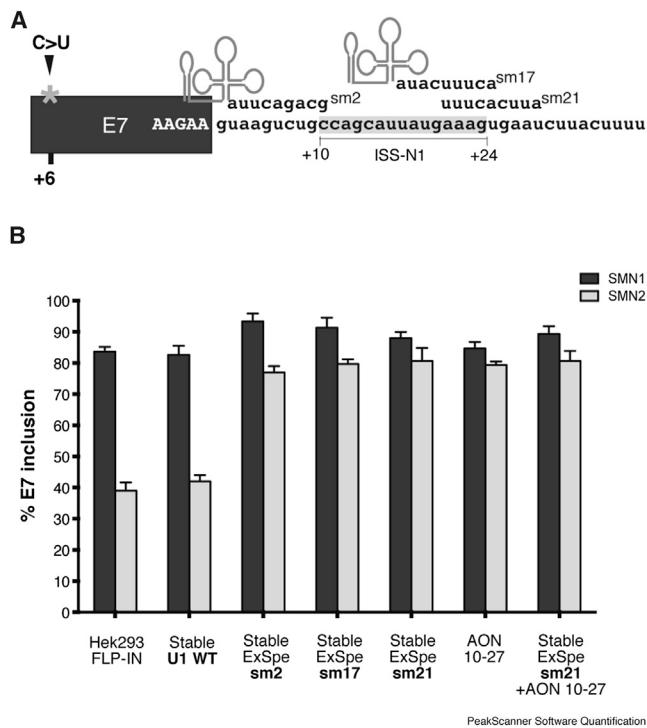 A
C>U
*
E7 AAGAA
auucagacg sm2
auacuuuca sm17
uuucacuua sm21
guaagucugccagcauuaugaaagugaaucuuacuuuu
+10 ISS-N1 +24
+6
B
SMN1
SMN2
% E7 inclusion
100
90
80
70
60
50
40
30
20
10
0
Hek293
FLP-IN
Stable
U1 WT
Stable
ExSpe
sm2
Stable
ExSpe
sm17
Stable
ExSpe
sm21
AON
10-27
Stable
ExSpe
sm21
+AON 10-27
PeakScanner Software Quantification